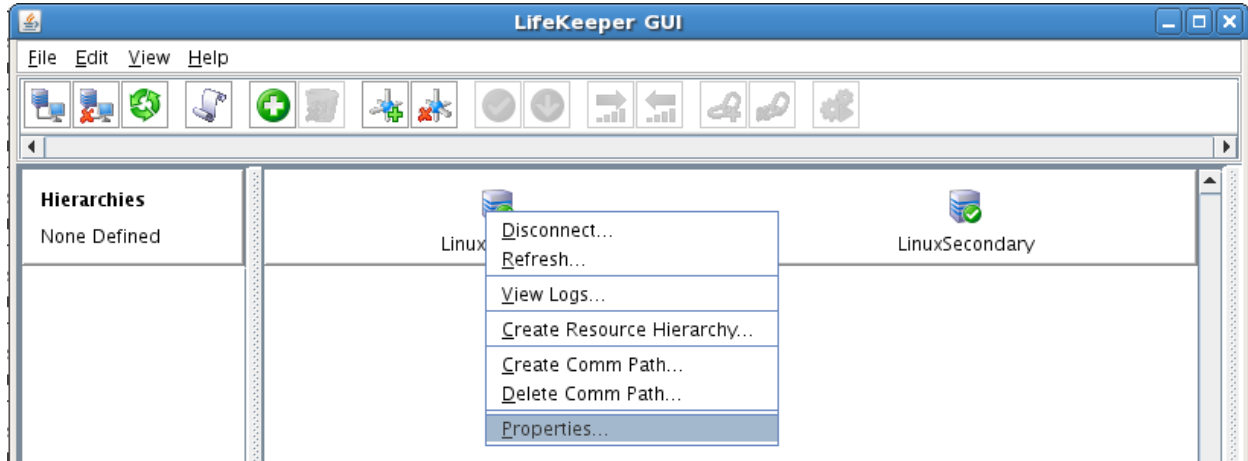 LifeKeeper GUI
File Edit View Help
Hierarchies
None Defined
Linux
LinuxSecondary
Disconnect...
Refresh...
View Logs...
Create Resource Hierarchy...
Create Comm Path...
Delete Comm Path...
Properties...